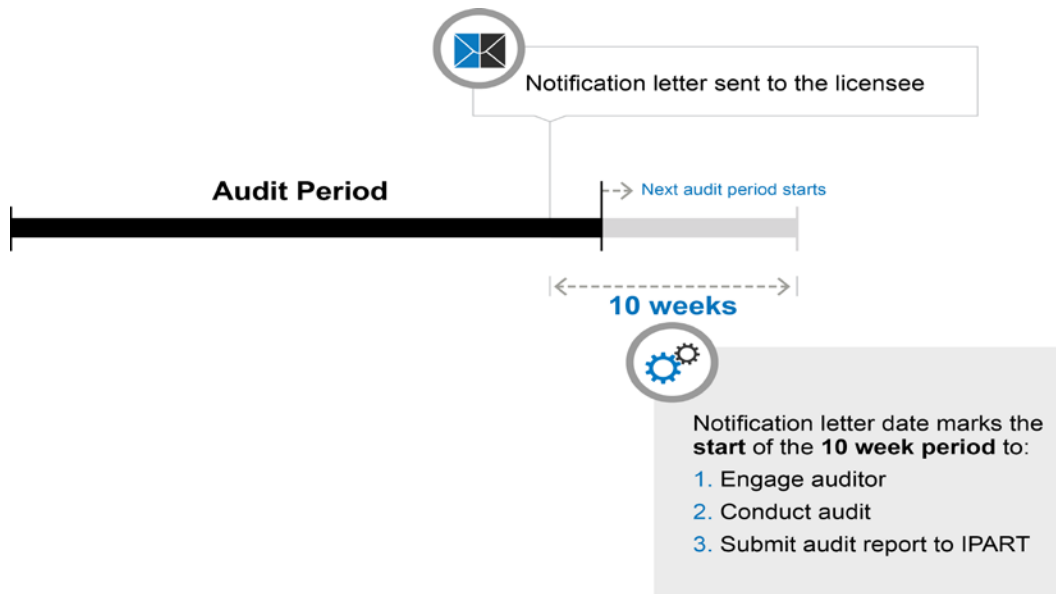 Notification letter sent to the licensee
Audit Period
Next audit period starts
10 weeks
Notification letter date marks the
start of the 10 week period to:
1. Engage auditor
2. Conduct audit
3. Submit audit report to IPART